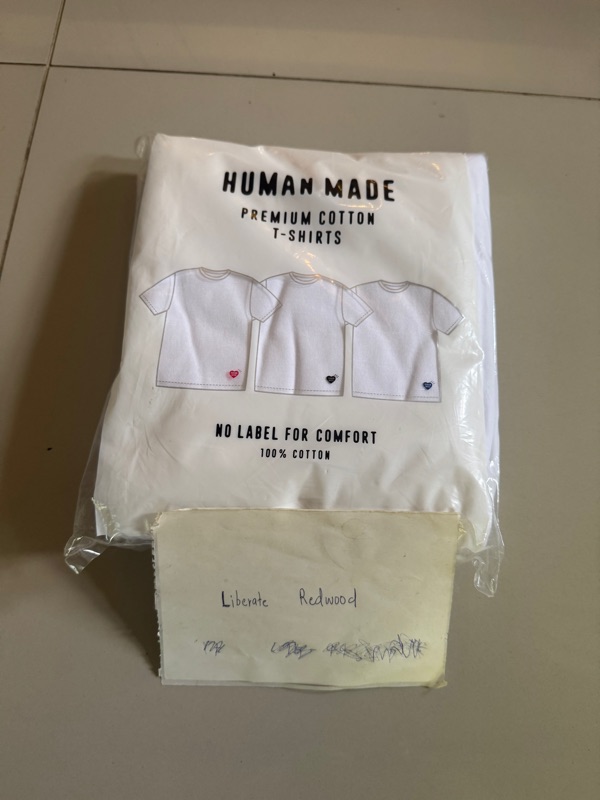 HUMAN MADE
PREMIUM COTTON
T-SHIRTS
NO LABEL FOR COMFORT
100% COTTON
Liberate Redwood